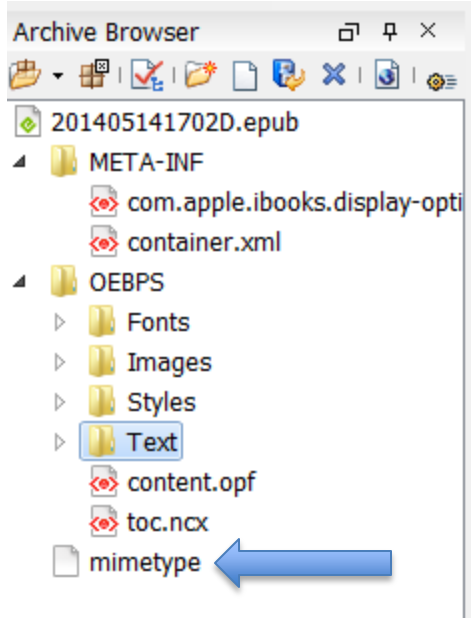 Archive Browser
201405141702D.epub
META-INF
com.apple.ibooks.display-opti
container.xml
OEBPS
Fonts
Images
Styles
Text
content.opf
toc.ncx
mimetype